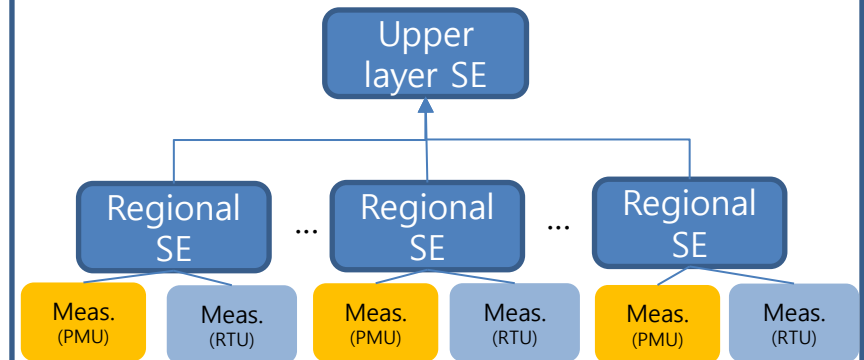 Upper
layer SE
Regional
SE
...
Regional
SE
...
Regional
SE
Meas.
(PMU)
Meas.
(RTU)
Meas.
(PMU)
Meas.
(RTU)
Meas.
(PMU)
Meas.
(RTU)